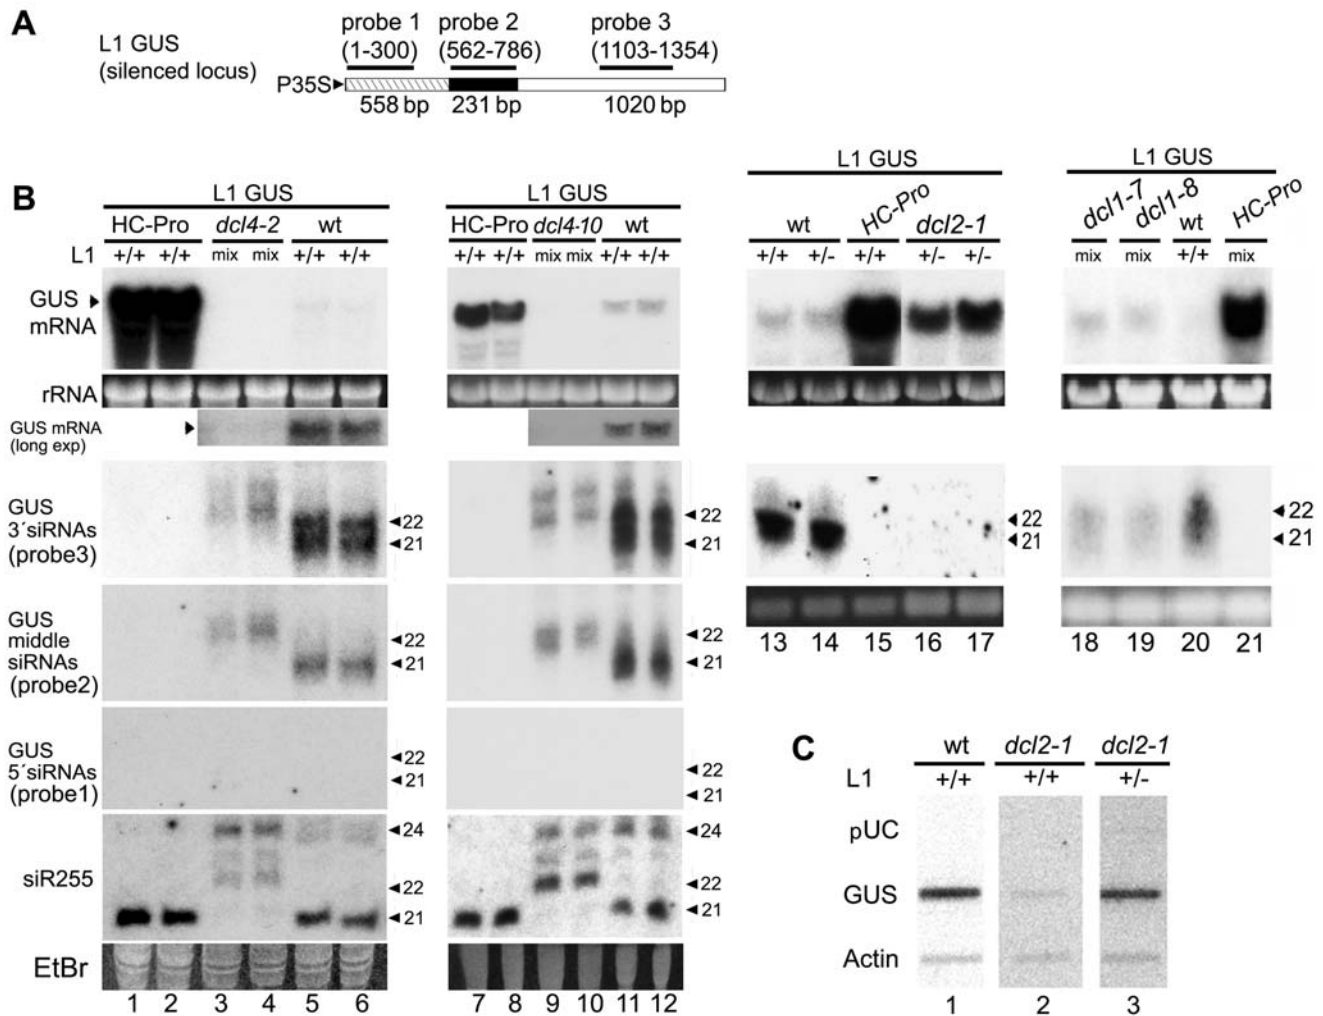 A
L1 GUS
(silenced locus)
probe 1 probe 2 probe 3
(1-300) (562-786) (1103-1354)
P35S
558 bp 231 bp 1020 bp
B
L1 GUS
HC-Pro dcl4-2 wt
L1 +/+ +/+ mix mix +/+ +/+
GUS
mRNA
rRNA
GUS mRNA
(long exp)
GUS
3´siRNAs
(probe3)
22
21
GUS
middle
siRNAs
(probe2)
22
21
GUS
5´siRNAs
(probe1)
22
21
siR255
24
22
21
EtBr
1 2 3 4 5 6
L1 GUS
HC-Pro dcl4-10 wt
+/+ +/+ mix mix +/+ +/+
22
21
22
21
22
21
24
22
21
7 8 9 10 11 12
L1 GUS
wt HC-Pro dcl2-1
+/+ +/- +/+ +/- +/-
22
21
13 14 15 16 17
L1 GUS
dcl1-7 dcl1-8 wt HC-Pro
mix mix +/+ mix
22
21
18 19 20 21
C
wt dcl2-1 dcl2-1
L1 +/+ +/+ +/-
pUC
GUS
Actin
1 2 3